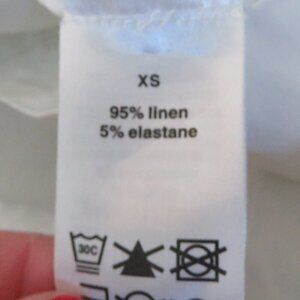 XS
95% linen
5% elastane
30C